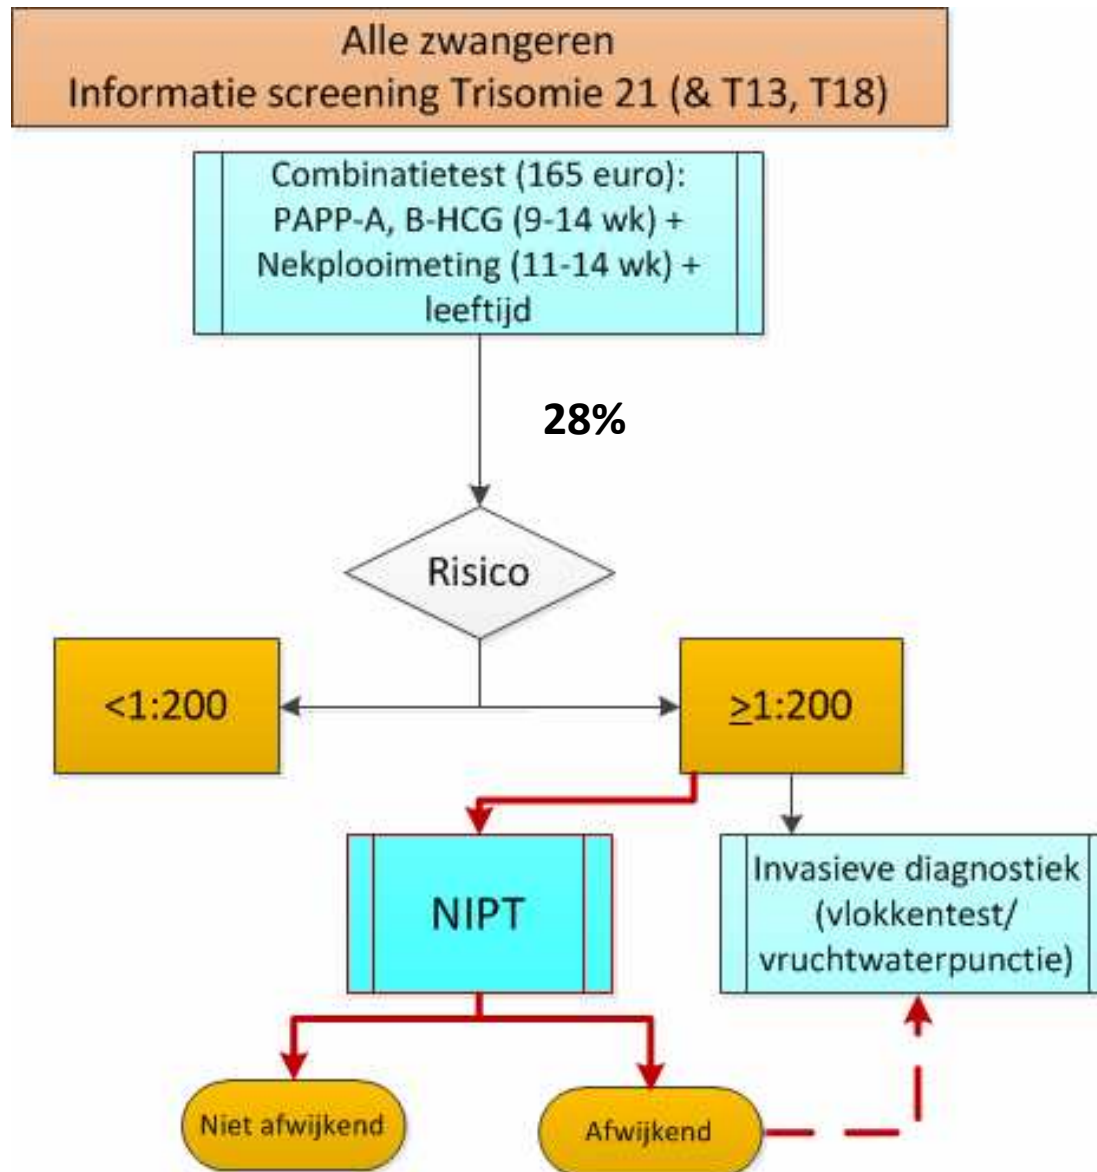 Alle zwangeren
Informatie screening Trisomie 21 (& T13, T18)
Combinatietest (165 euro):
PAPP-A, B-HCG (9-14 wk) +
Nekplooimeting (11-14 wk) +
leeftijd
28%
Risico
<1:200
≥1:200
NIPT
Invasieve diagnostiek
(vlokkentest/
vruchtwaterpunctie)
Niet afwijkend
Afwijkend